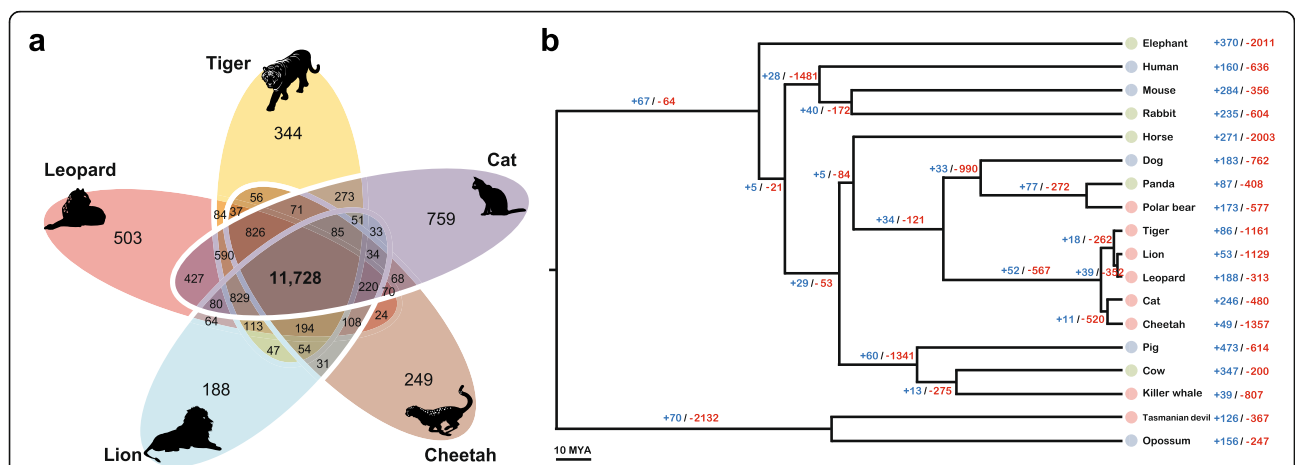 a
Tiger
344
Leopard
Cat
503
759
84
37
56
71
273
51
33
826
85
590
34
427
11,728
68
220
70
80
829
24
64
113
194
108
47
54
31
188
249
Lion
Cheetah
b
Elephant +370 / -2011
Human +160 / -636
Mouse +284 / -356
Rabbit +235 / -604
Horse +271 / -2003
Dog +183 / -762
Panda +87 / -408
Polar bear +173 / -577
Tiger +86 / -1161
Lion +53 / -1129
Leopard +188 / -313
Cat +246 / -480
Cheetah +49 / -1357
Pig +473 / -614
Cow +347 / -200
Killer whale +39 / -807
Tasmanian devil +126 / -367
Opossum +156 / -247
+67 / -64
+28 / -1481
+40 / -172
+5 / -21
+5 / -84
+33 / -990
+77 / -272
+34 / -121
+18 / -262
+52 / -567
+39 / -352
+11 / -520
+29 / -53
+60 / -1341
+13 / -275
+70 / -2132
10 MYA